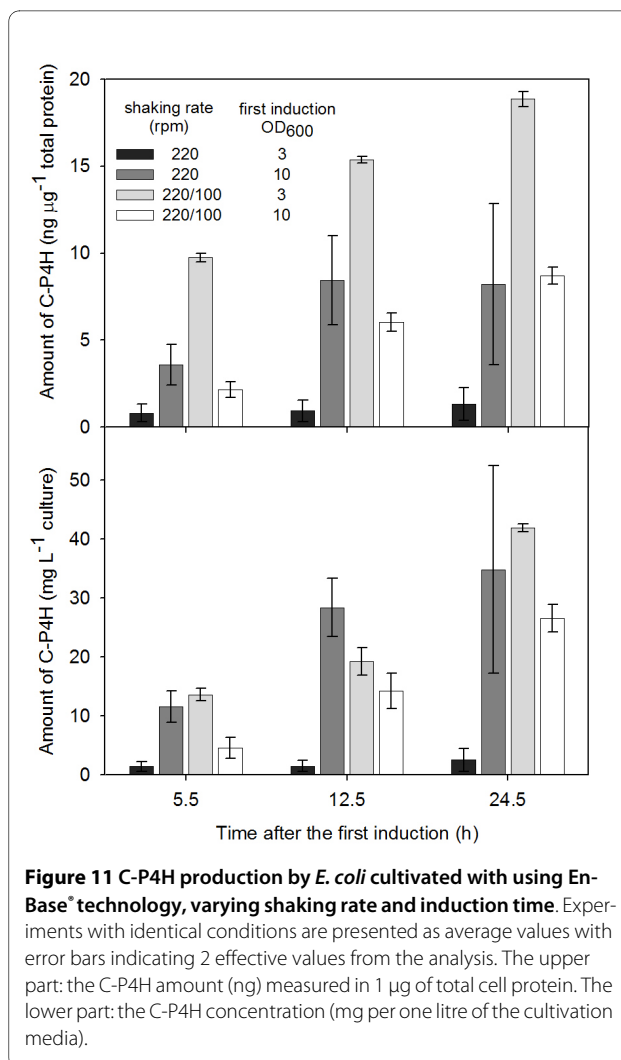 20
15
10
5
0
Amount of C-P4H (ng µg-1 total protein)
shaking rate first induction
(rpm) OD600
220 3
220 10
220/100 3
220/100 10
50
40
30
20
10
0
Amount of C-P4H (mg L-1 culture)
5.5 12.5 24.5
Time after the first induction (h)
Figure 11 C-P4H production by E. coli cultivated with using En-
Base® technology, varying shaking rate and induction time. Exper-
iments with identical conditions are presented as average values with
error bars indicating 2 effective values from the analysis. The upper
part: the C-P4H amount (ng) measured in 1 µg of total cell protein. The
lower part: the C-P4H concentration (mg per one litre of the cultivation
media).